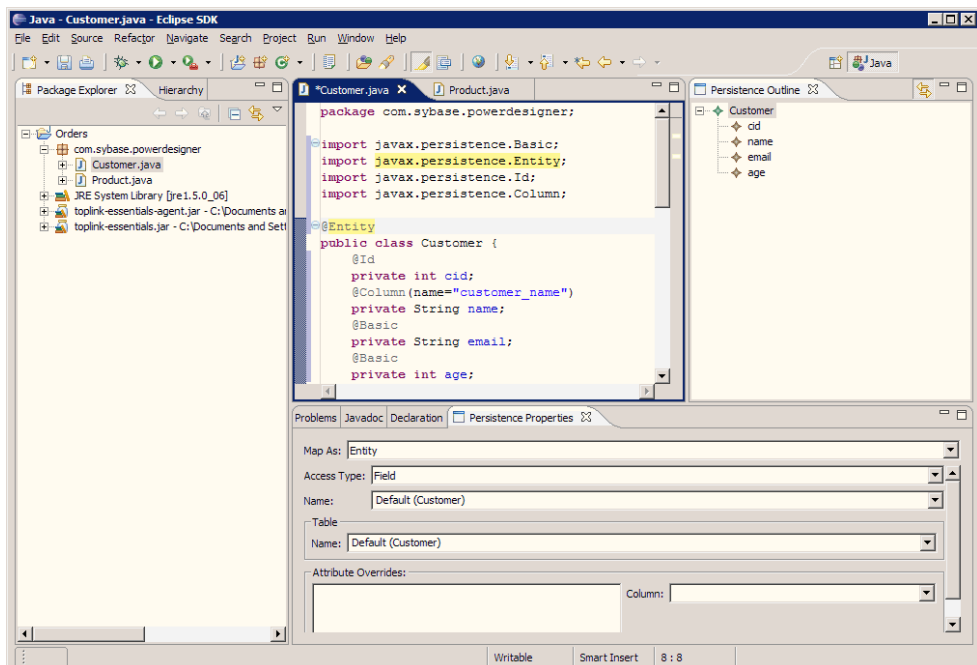 Java - Customer.java - Eclipse SDK
File Edit Source Refactor Navigate Search Project Run Window Help
Java
Package Explorer
Hierarchy
Orders
com.sybase.powerdesigner
Customer.java
Product.java
JRE System Library [jre1.5.0_06]
toplink-essentials-agent.jar - C:\Documents a
toplink-essentials.jar - C:\Documents and Sett
*Customer.java
Product.java
package com.sybase.powerdesigner;
import javax.persistence.Basic;
import javax.persistence.Entity;
import javax.persistence.Id;
import javax.persistence.Column;
@Entity
public class Customer {
@Id
private int cid;
@Column(name="customer_name")
private String name;
@Basic
private String email;
@Basic
private int age;
Persistence Outline
Customer
cid
name
email
age
Problems Javadoc Declaration Persistence Properties
Map As: Entity
Access Type: Field
Name: Default (Customer)
Table
Name: Default (Customer)
Attribute Overrides:
Column:
Writable Smart Insert 8 : 8